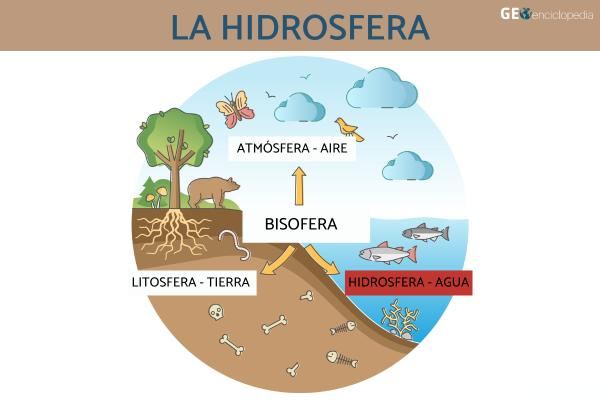 LA HIDROSFERA
GEOenciclopedia
ATMÓSFERA - AIRE
BISOFERA
LITOSFERA - TIERRA
HIDROSFERA - AGUA